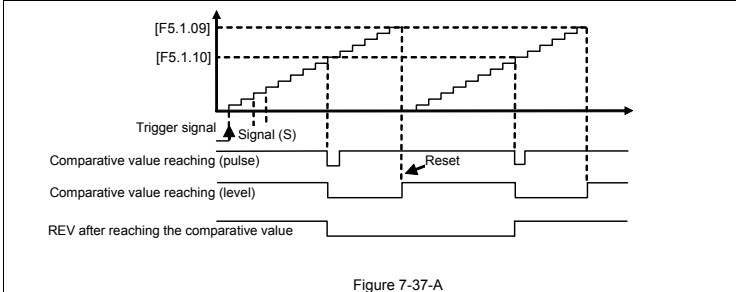 [F5.1.09]
[F5.1.10]
Trigger signal
Signal (S)
Comparative value reaching (pulse)
Reset
Comparative value reaching (level)
REV after reaching the comparative value
Figure 7-37-A